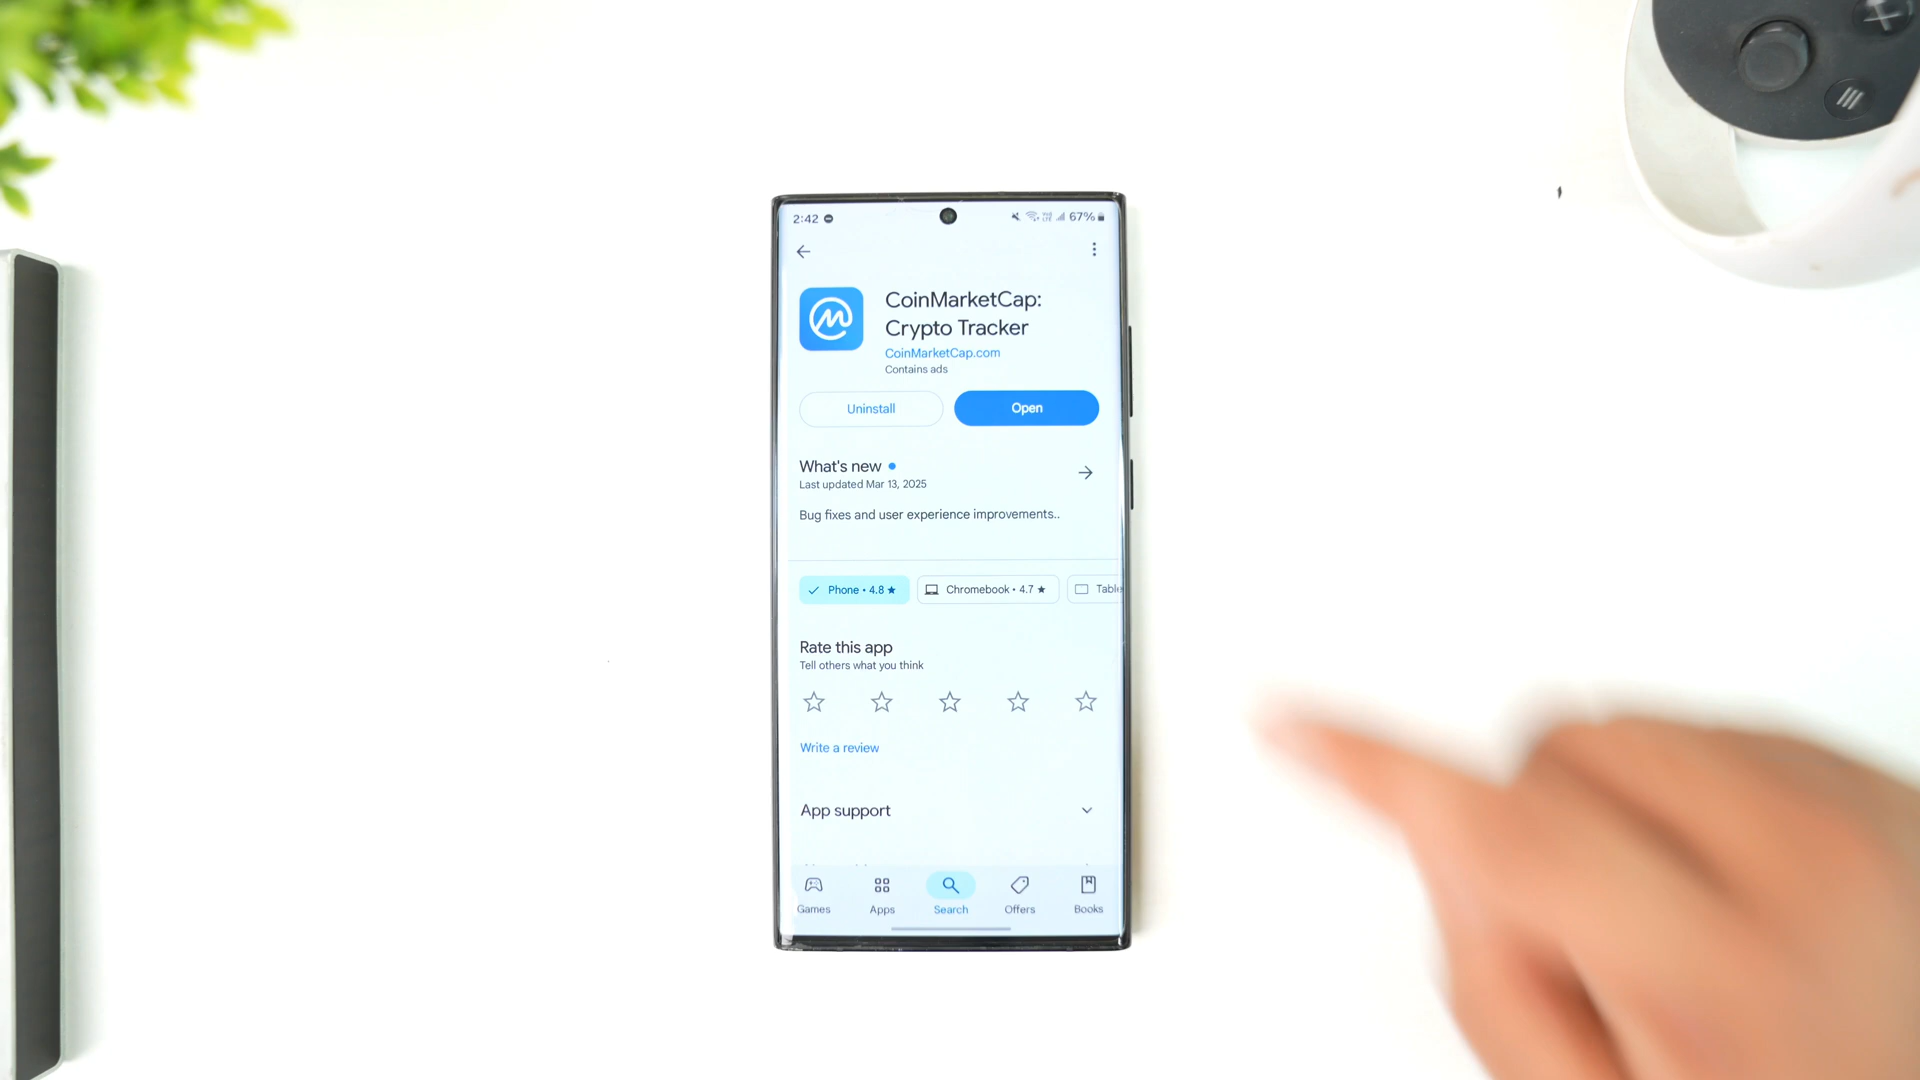 2:42
67%
CoinMarketCap:
Crypto Tracker
CoinMarketCap.com
Contains ads
Uninstall
Open
What's new
Last updated Mar 13, 2025
Bug fixes and user experience improvements..
Phone • 4.8 ★
Chromebook • 4.7 ★
Table
Rate this app
Tell others what you think
Write a review
App support
Games
Apps
Search
Offers
Books